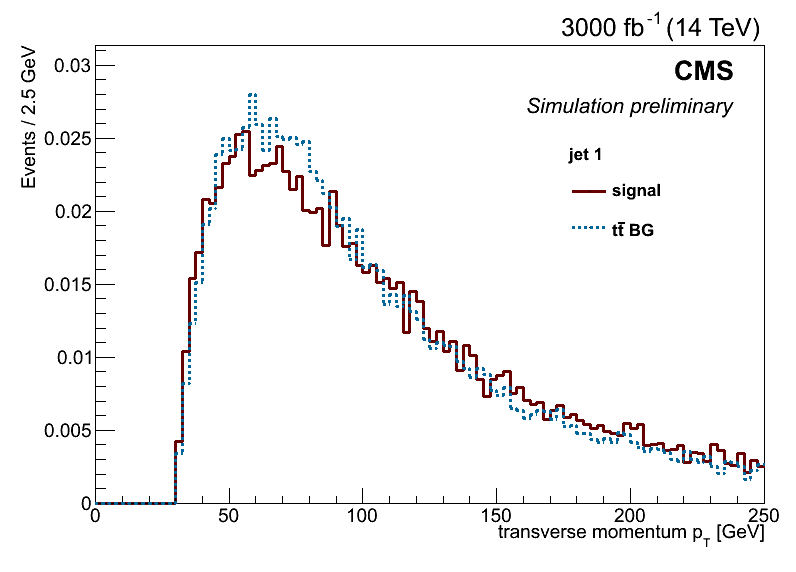 3000 fb⁻¹ (14 TeV)
Events / 2.5 GeV
CMS
Simulation preliminary
jet 1
signal
tt̄ BG
0.03
0.025
0.02
0.015
0.01
0.005
0
0 50 100 150 200 250
transverse momentum p_T [GeV]